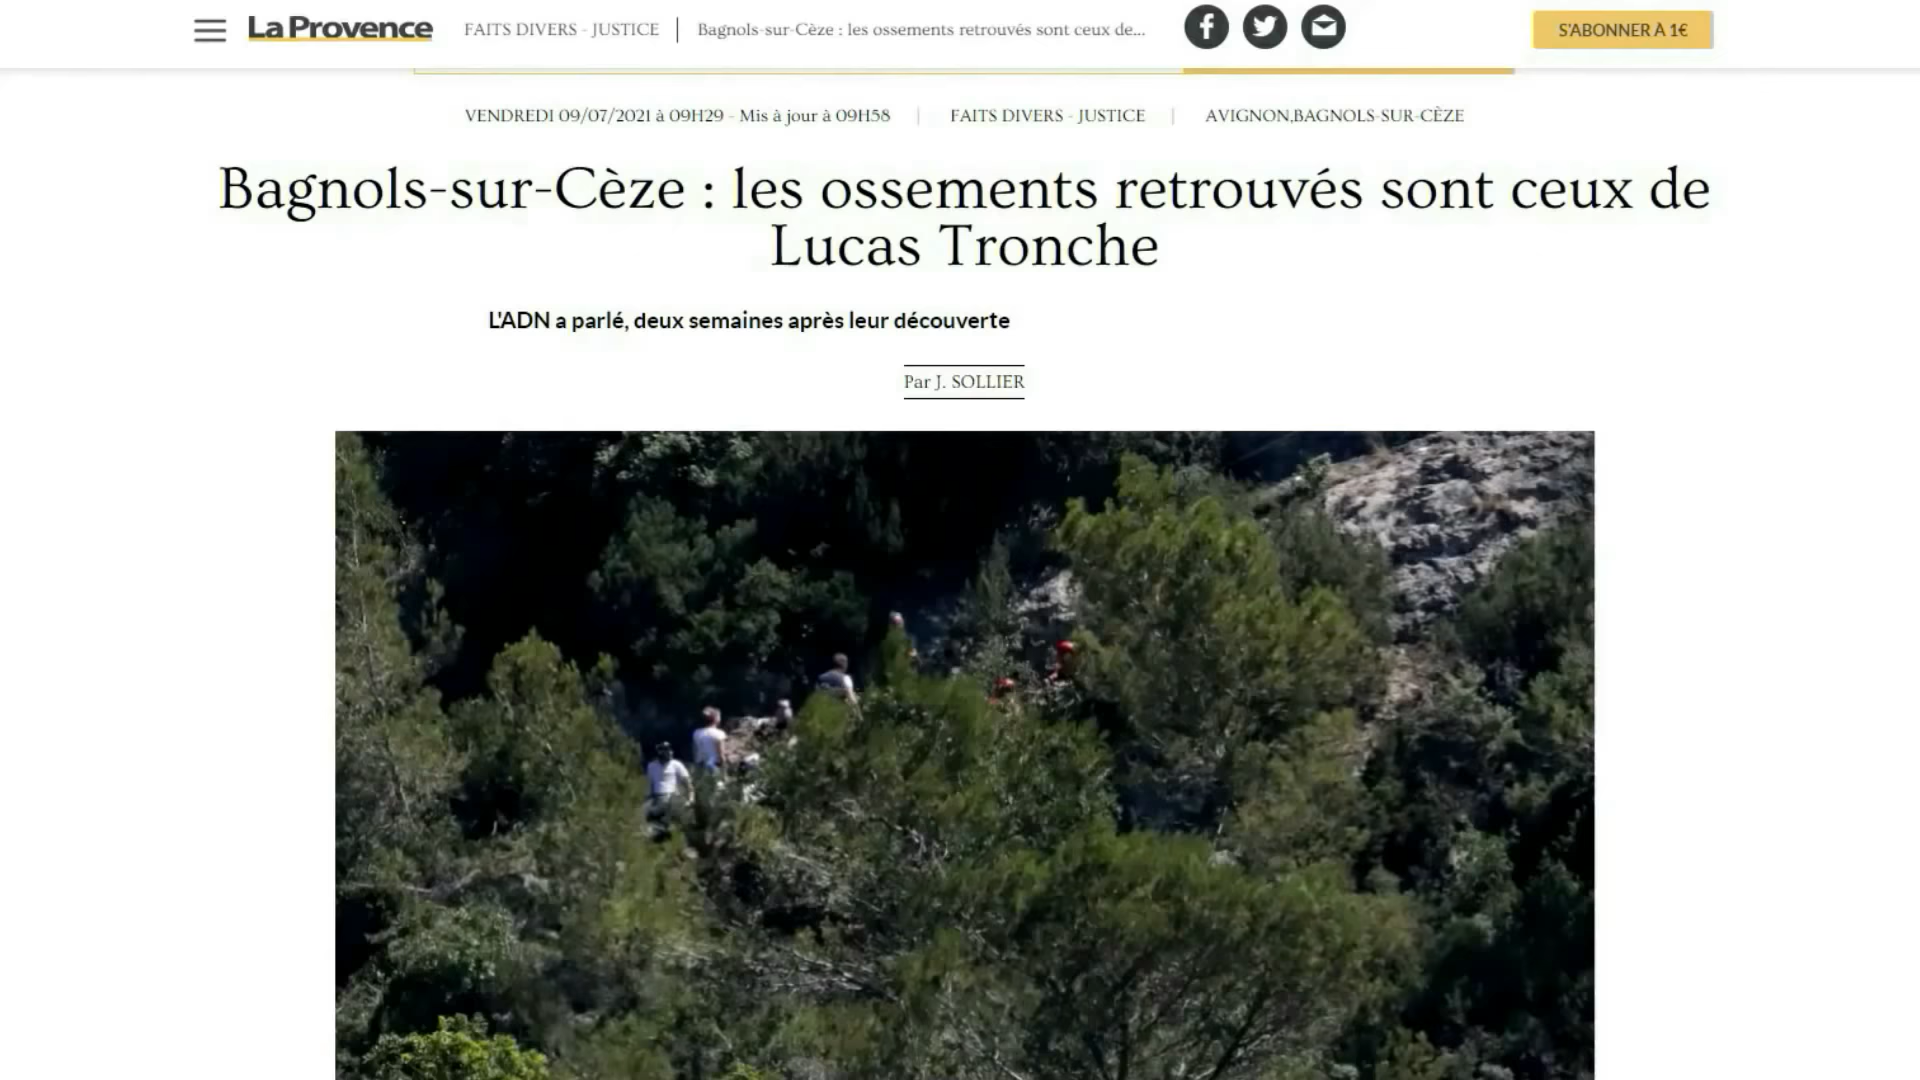 La Provence
FAITS DIVERS - JUSTICE
Bagnols-sur-Cèze : les ossements retrouvés sont ceux de...
S'ABONNER À 1€
VENDREDI 09/07/2021 à 09H29 - Mis à jour à 09H58
FAITS DIVERS - JUSTICE
AVIGNON,BAGNOLS-SUR-CÈZE
Bagnols-sur-Cèze : les ossements retrouvés sont ceux de
Lucas Tronche
L'ADN a parlé, deux semaines après leur découverte
Par J. SOLLIER